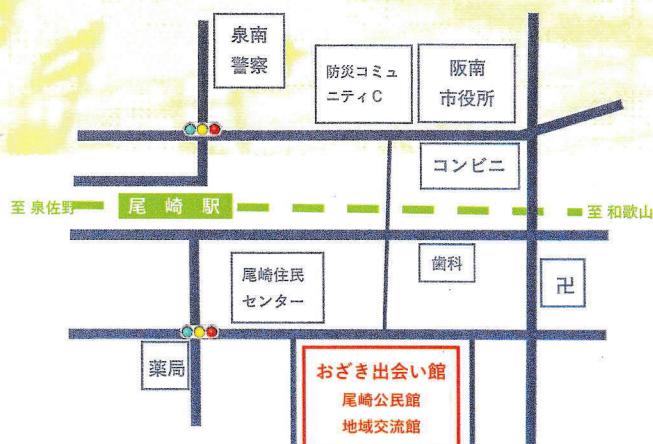 泉南
警察
防災コミュ
ニティC
阪南
市役所
コンビニ
至 泉佐野
尾崎駅
至 和歌山
尾崎住民
センター
歯科
卍
薬局
おざき出会い館
尾崎公民館
地域交流館